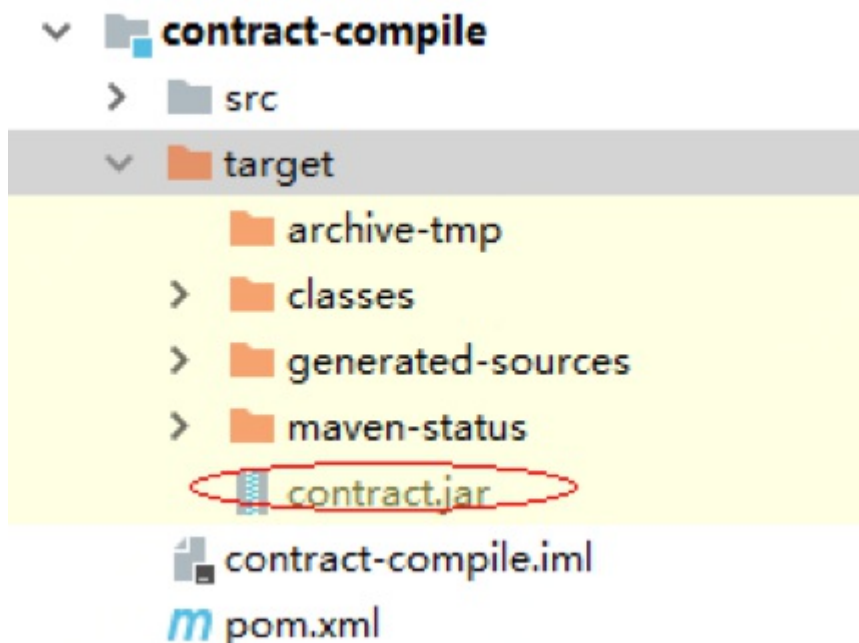 contract-compile
src
target
archive-tmp
classes
generated-sources
maven-status
contract.jar
contract-compile.iml
pom.xml